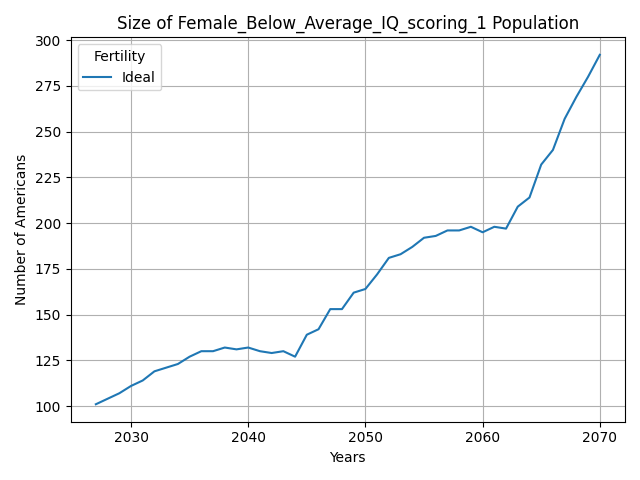 Size of Female_Below_Average_IQ_scoring_1 Population
Fertility
Ideal
Number of Americans
300
275
250
225
200
175
150
125
100
2030 2040 2050 2060 2070
Years